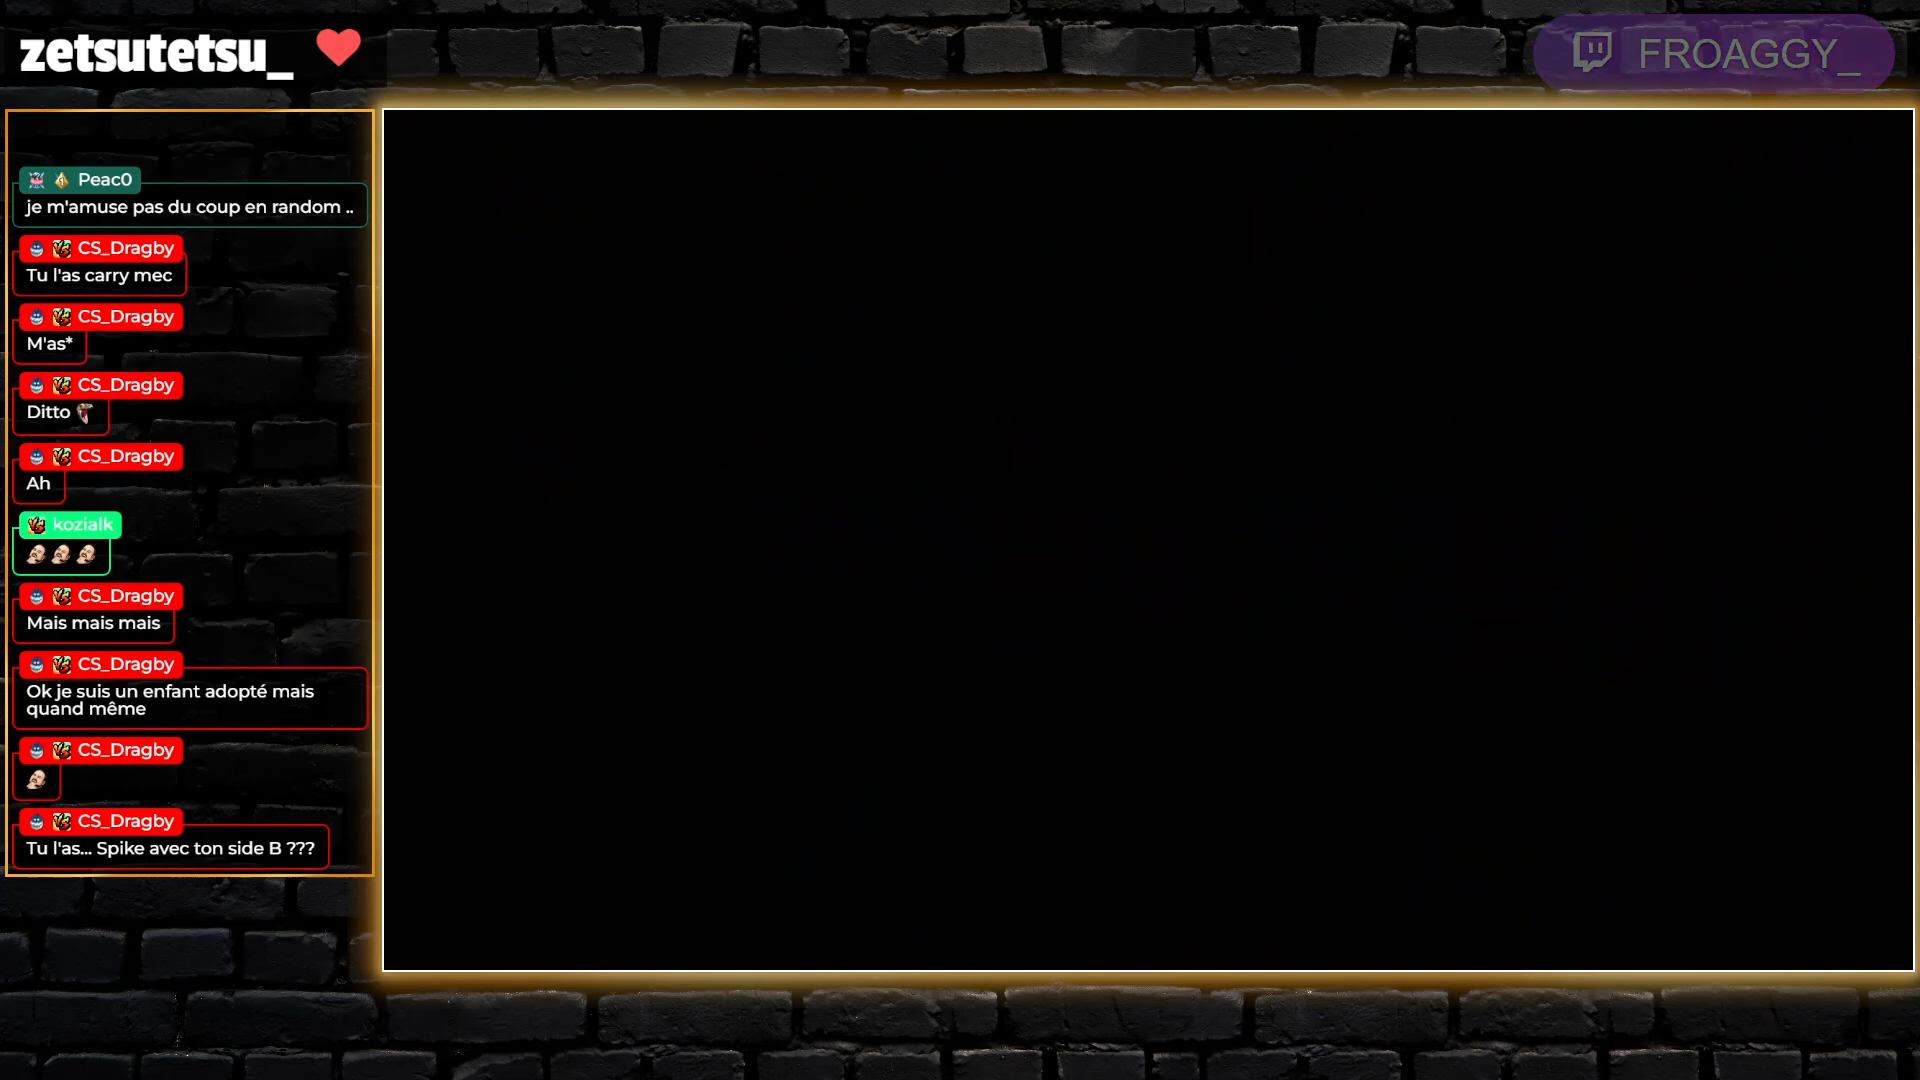 zetsutetsu_
FROAGGY_
Peac0
je m'amuse pas du coup en random ..
CS_Dragby
Tu l'as carry mec
CS_Dragby
M'as*
CS_Dragby
Ditto
CS_Dragby
Ah
kozialk
CS_Dragby
Mais mais mais
CS_Dragby
Ok je suis un enfant adopté mais
quand même
CS_Dragby
CS_Dragby
Tu l'as... Spike avec ton side B ???